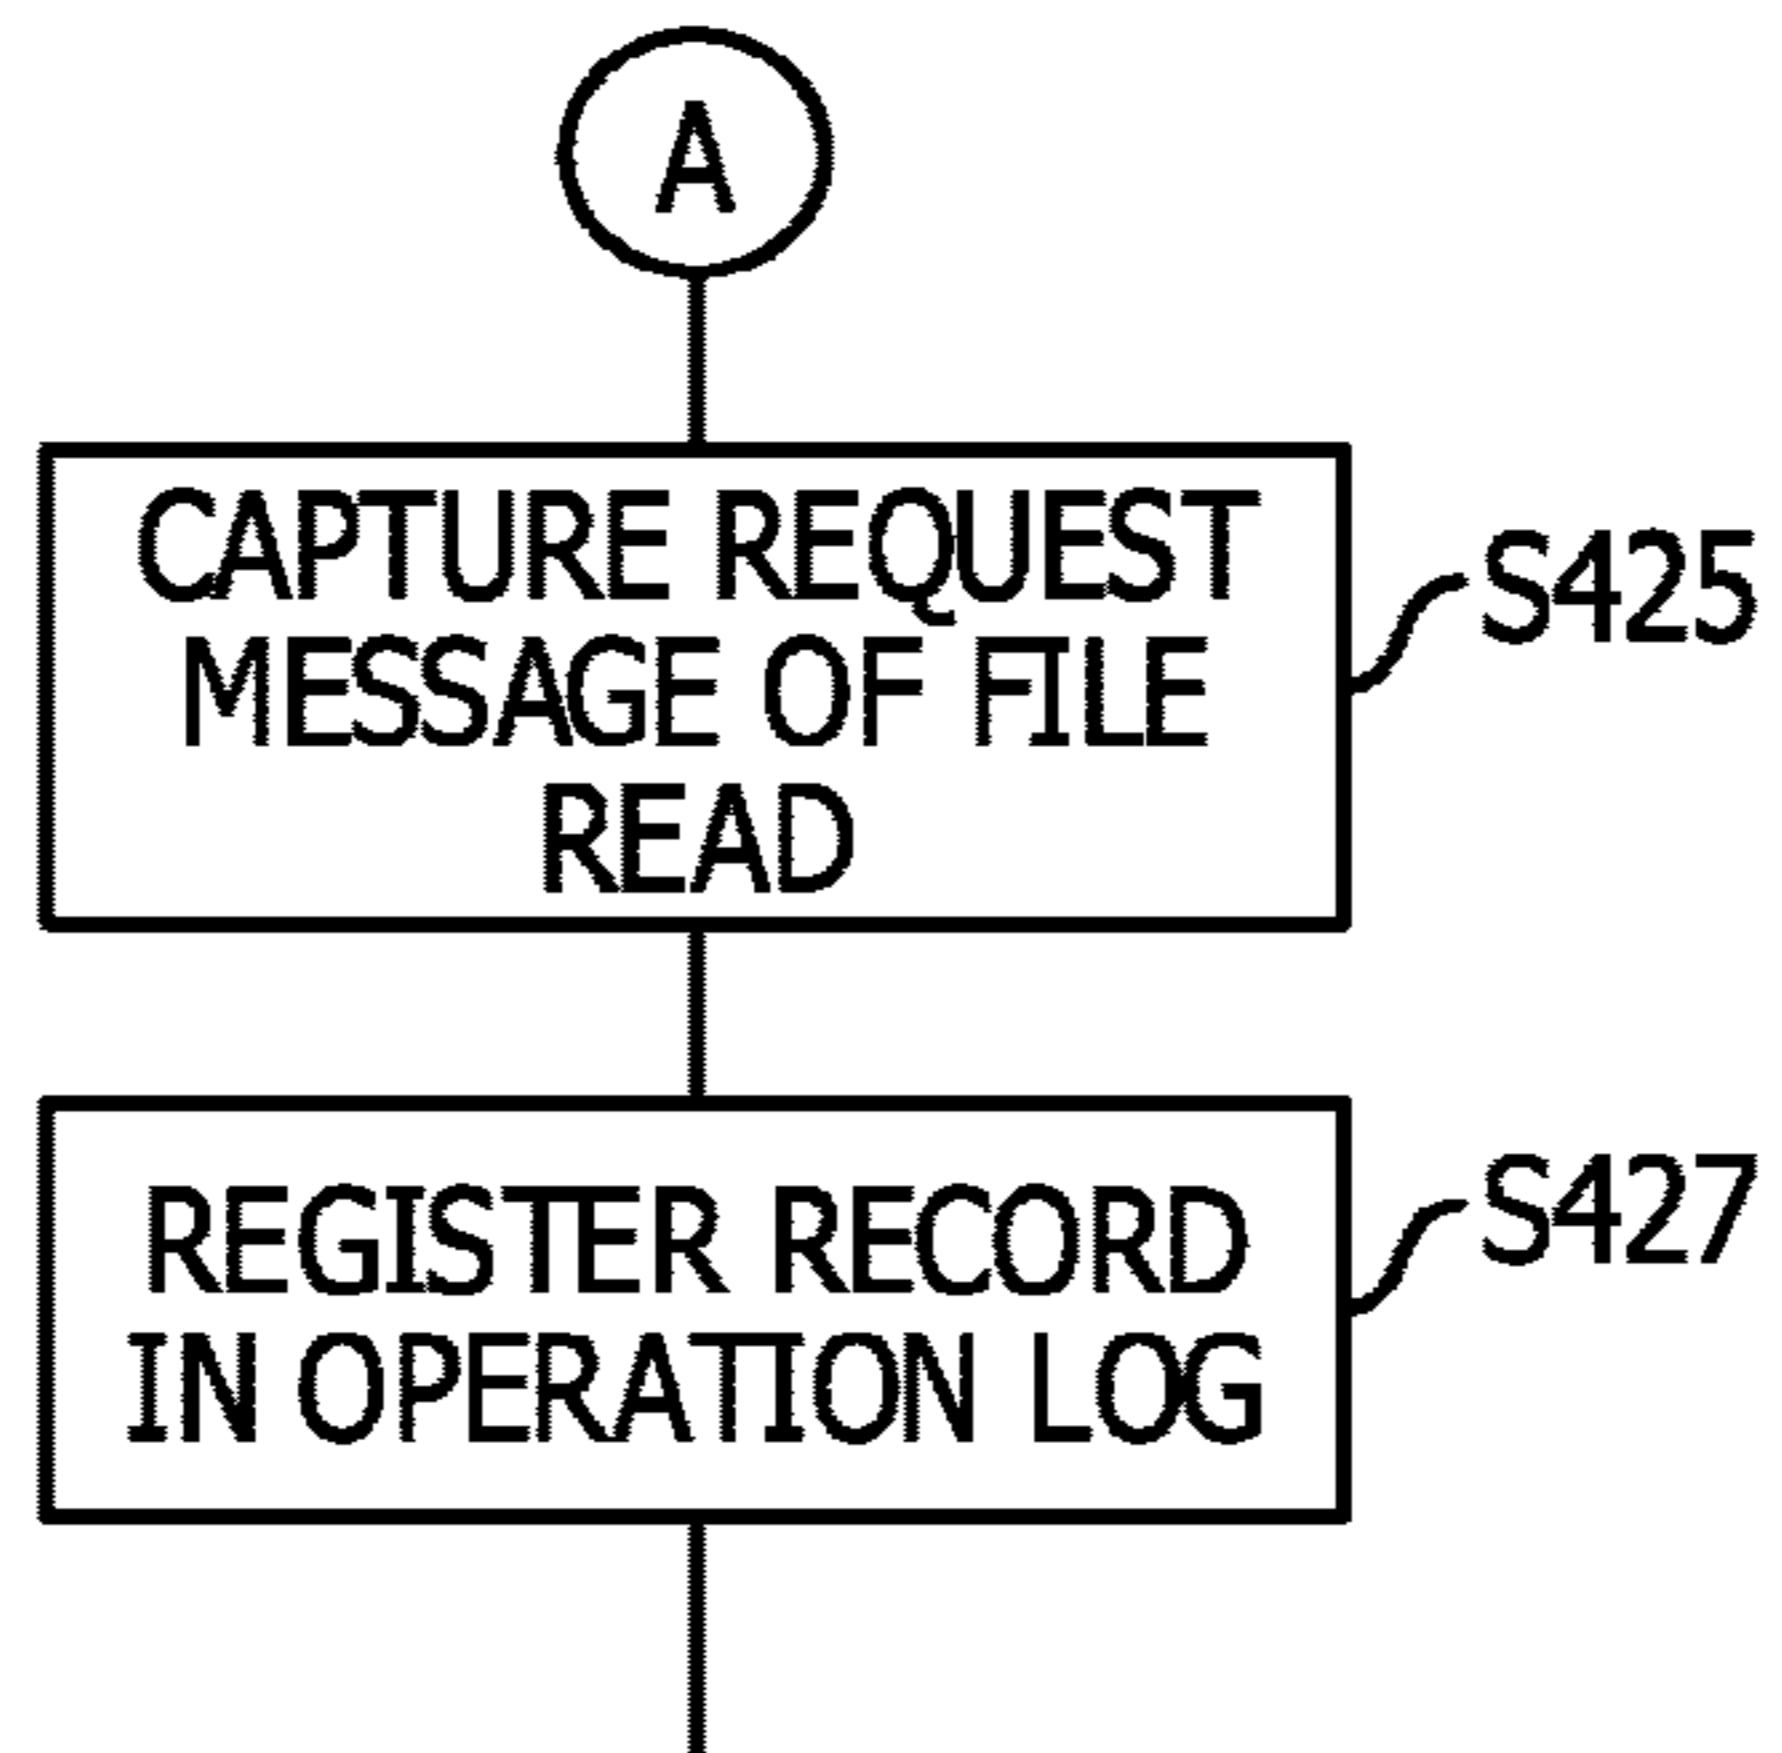 A
CAPTURE REQUEST
MESSAGE OF FILE
READ
S425
REGISTER RECORD
IN OPERATION LOG
S427